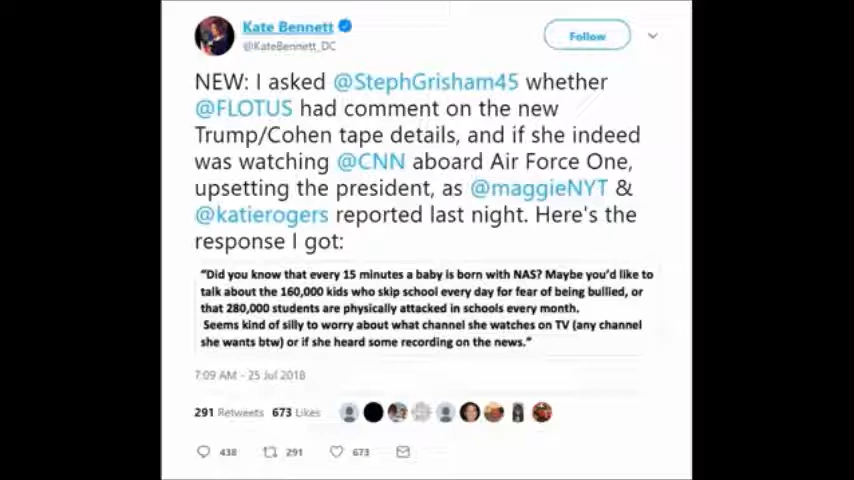 Kate Bennett
@KateBennett_DC
Follow
NEW: I asked @StephGrisham45 whether
@FLOTUS had comment on the new
Trump/Cohen tape details, and if she indeed
was watching @CNN aboard Air Force One,
upsetting the president, as @maggieNYT &
@katierogers reported last night. Here's the
response I got:
“Did you know that every 15 minutes a baby is born with NAS? Maybe you’d like to
talk about the 160,000 kids who skip school every day for fear of being bullied, or
that 280,000 students are physically attacked in schools every month.
Seems kind of silly to worry about what channel she watches on TV (any channel
she wants btw) or if she heard some recording on the news.”
7:09 AM - 25 Jul 2018
291 Retweets 673 Likes
438 291 673